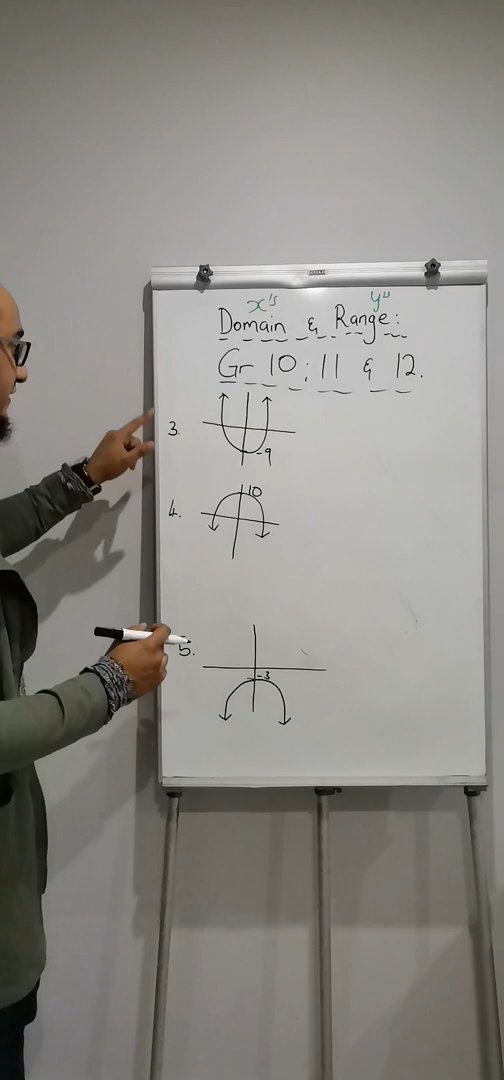 x's y's
Domain & Range:
Gr 10; 11 & 12.
3.
-9
4.
10
5.
-3